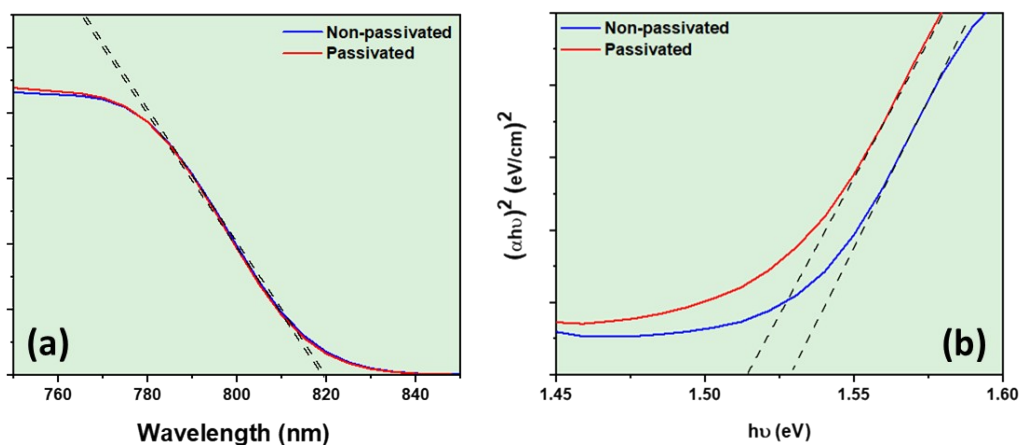 Non-passivated
Passivated
(a)
760
780
800
820
840
Wavelength (nm)
Non-passivated
Passivated
(αhυ)² (eV/cm)²
(b)
1.45
1.50
1.55
1.60
hυ (eV)